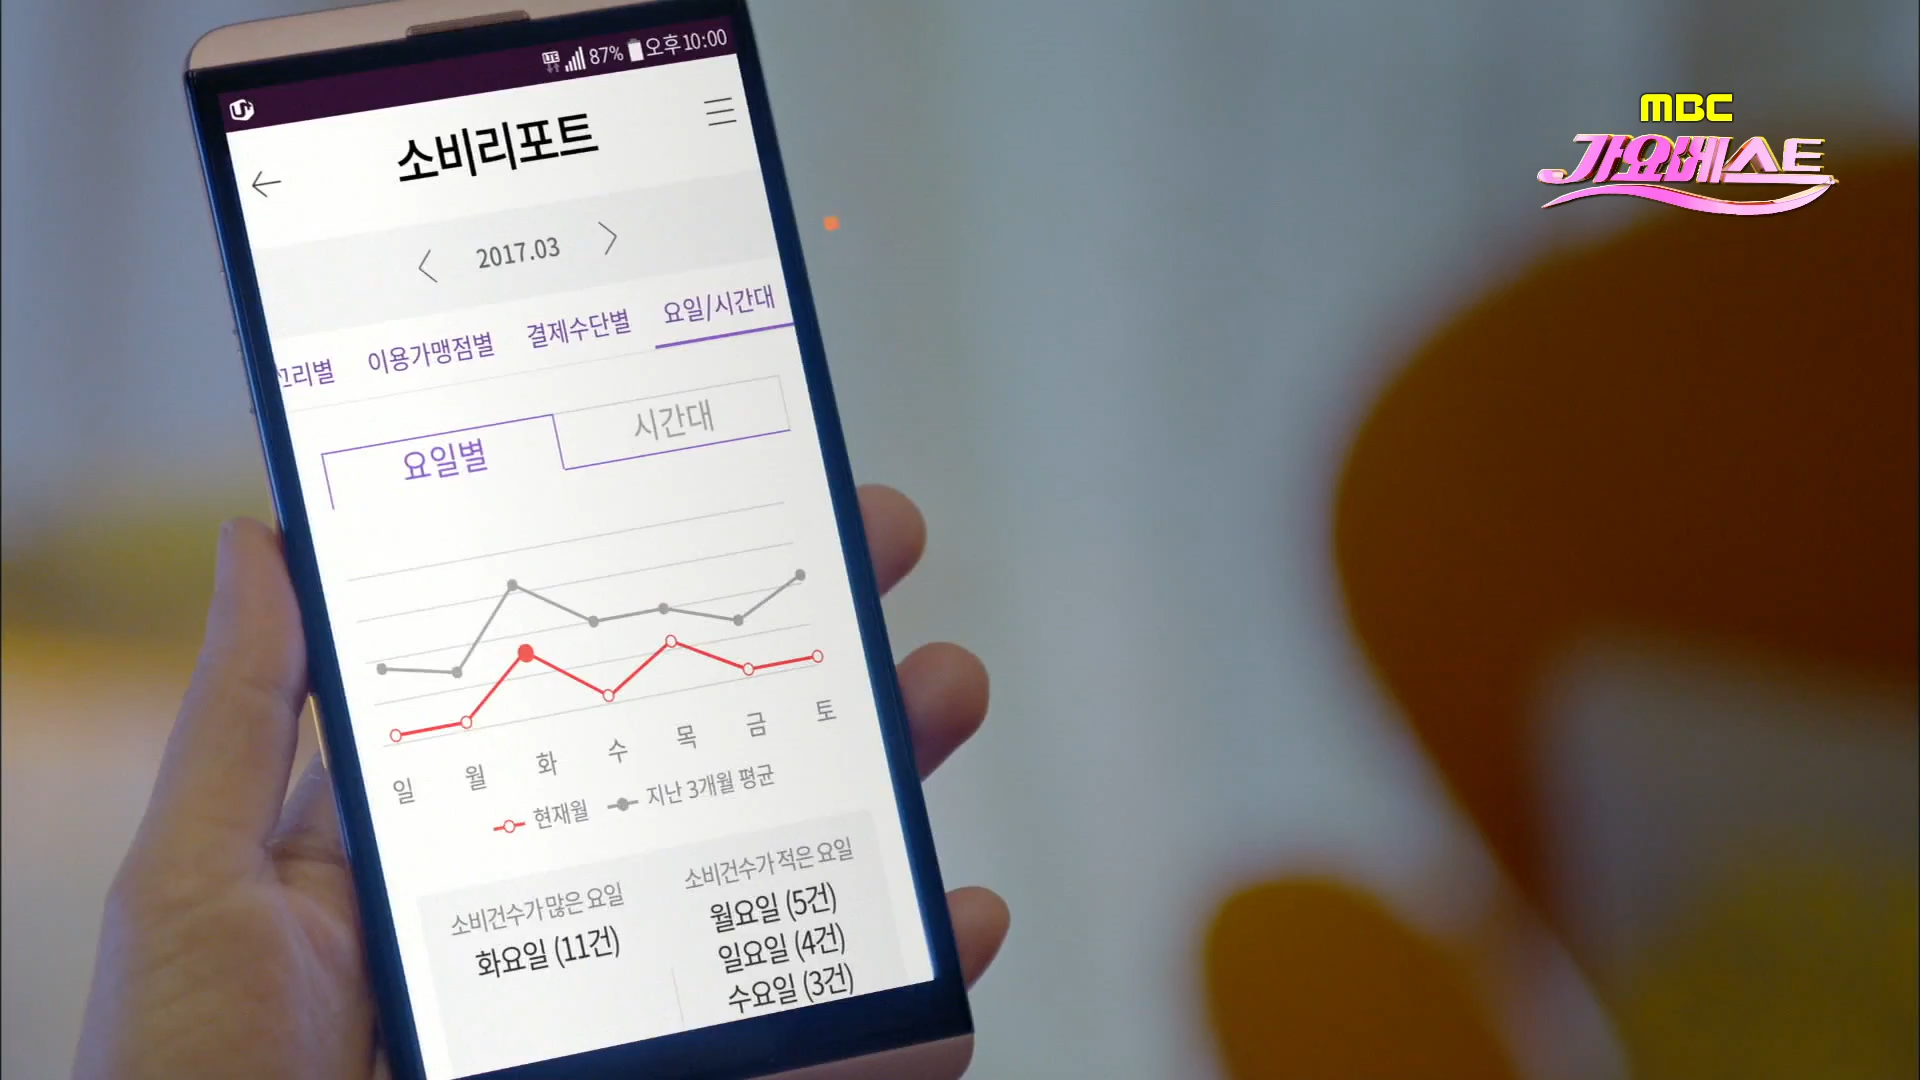 LTE 87% 오후 10:00
U+
MBC
가요베스트
소비리포트
2017.03
고리별 이용가맹점별 결제수단별 요일/시간대
요일별 시간대
일 월 화 수 목 금 토
현재월 지난 3개월 평균
소비건수가 많은 요일
화요일 (11건)
소비건수가 적은 요일
월요일 (5건)
일요일 (4건)
수요일 (3건)